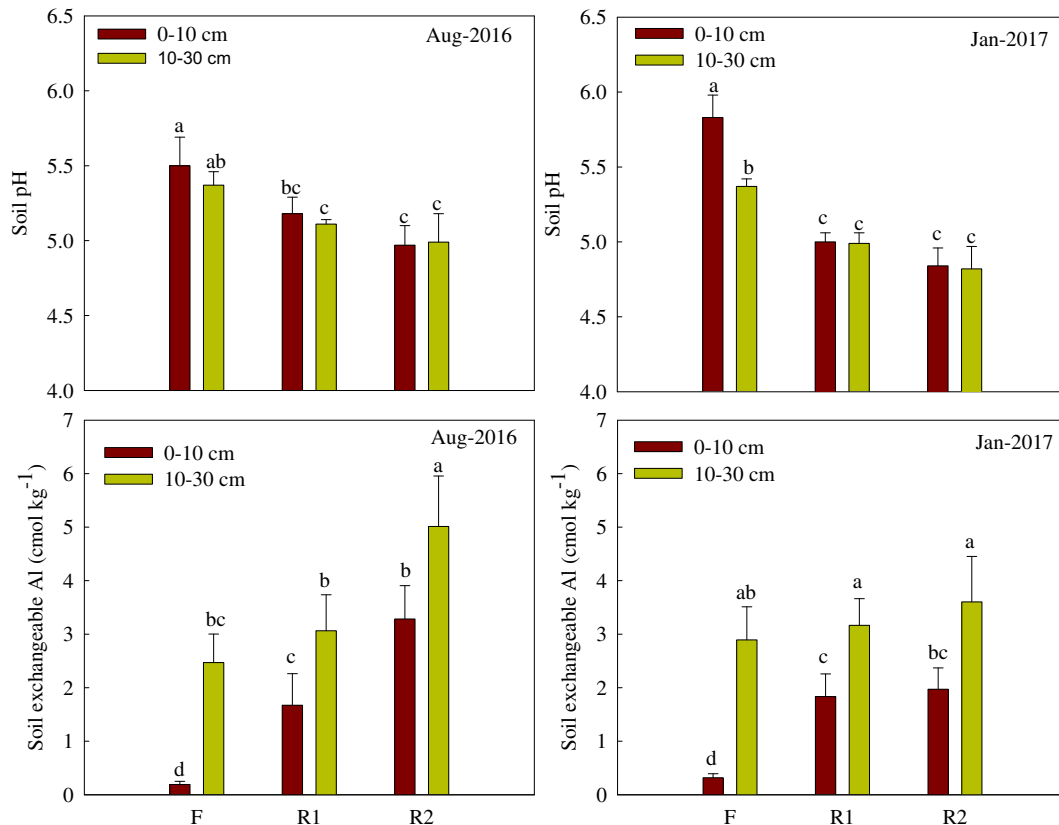 Aug-2016
0-10 cm
10-30 cm
Soil pH
6.5
6.0
5.5
5.0
4.5
4.0
a
ab
bc
c
c
c
Jan-2017
0-10 cm
10-30 cm
Soil pH
6.5
6.0
5.5
5.0
4.5
4.0
a
b
c
c
c
c
Aug-2016
0-10 cm
10-30 cm
Soil exchangeable Al (cmol kg-1)
7
6
5
4
3
2
1
0
d
bc
c
b
b
a
F R1 R2
Jan-2017
0-10 cm
10-30 cm
Soil exchangeable Al (cmol kg-1)
7
6
5
4
3
2
1
0
d
ab
c
a
bc
a
F R1 R2